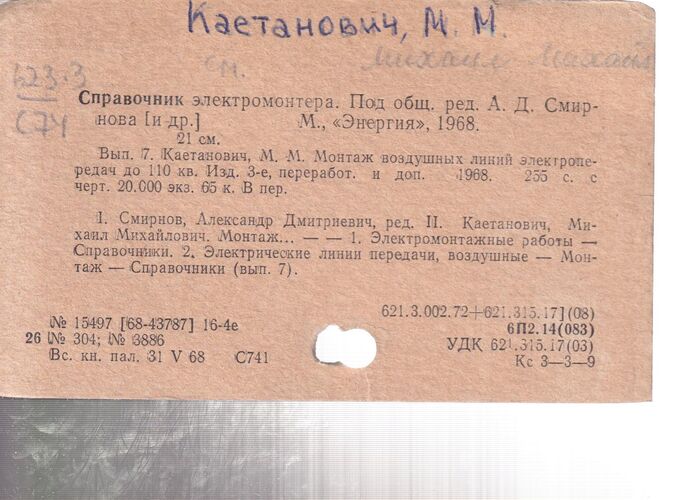 Каетанович, М. М.
см. Михаил Михайл
623.3
С74
Справочник электромонтера. Под общ. ред. А. Д. Смир-
нова [и др.] М., «Энергия», 1968.
21 см.
Вып. 7. Каетанович, М. М. Монтаж воздушных линий электропе-
редач до 110 кв. Изд. 3-е, переработ. и доп. 1968. 255 с. с
черт. 20.000 экз. 65 к. В пер.
I. Смирнов, Александр Дмитриевич, ред. II. Каетанович, Ми-
хаил Михайлович. Монтаж... — — 1. Электромонтажные работы —
Справочники. 2. Электрические линии передачи, воздушные — Мон-
таж — Справочники (вып. 7).
621.3.002.72+621.315.17](08)
№ 15497 [68-43787] 16-4е 6П2.14(083)
26 № 304; № 3886 УДК 621.315.17(03)
Вс. кн. пал. 31 V 68 С741 Кс 3—3—9